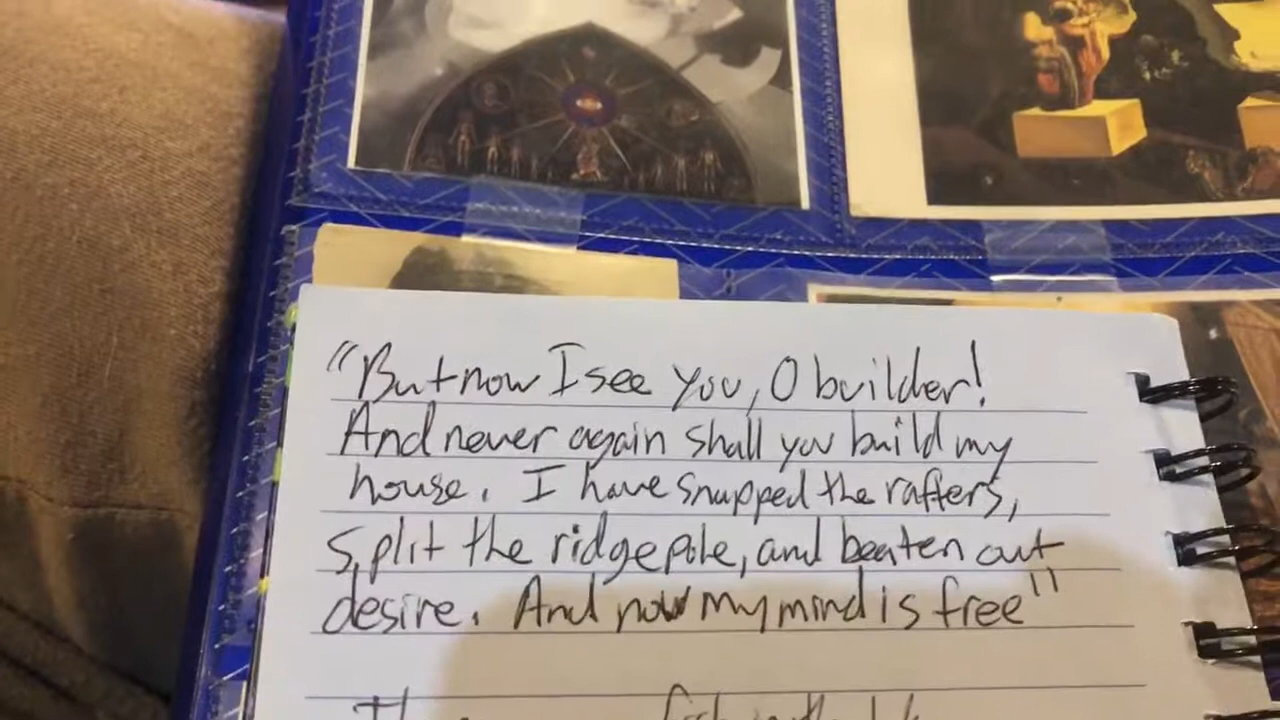 "But now I see you, O builder!
And never again shall you build my
house. I have snapped the rafters,
split the ridgepole, and beaten out
desire. And now my mind is free"